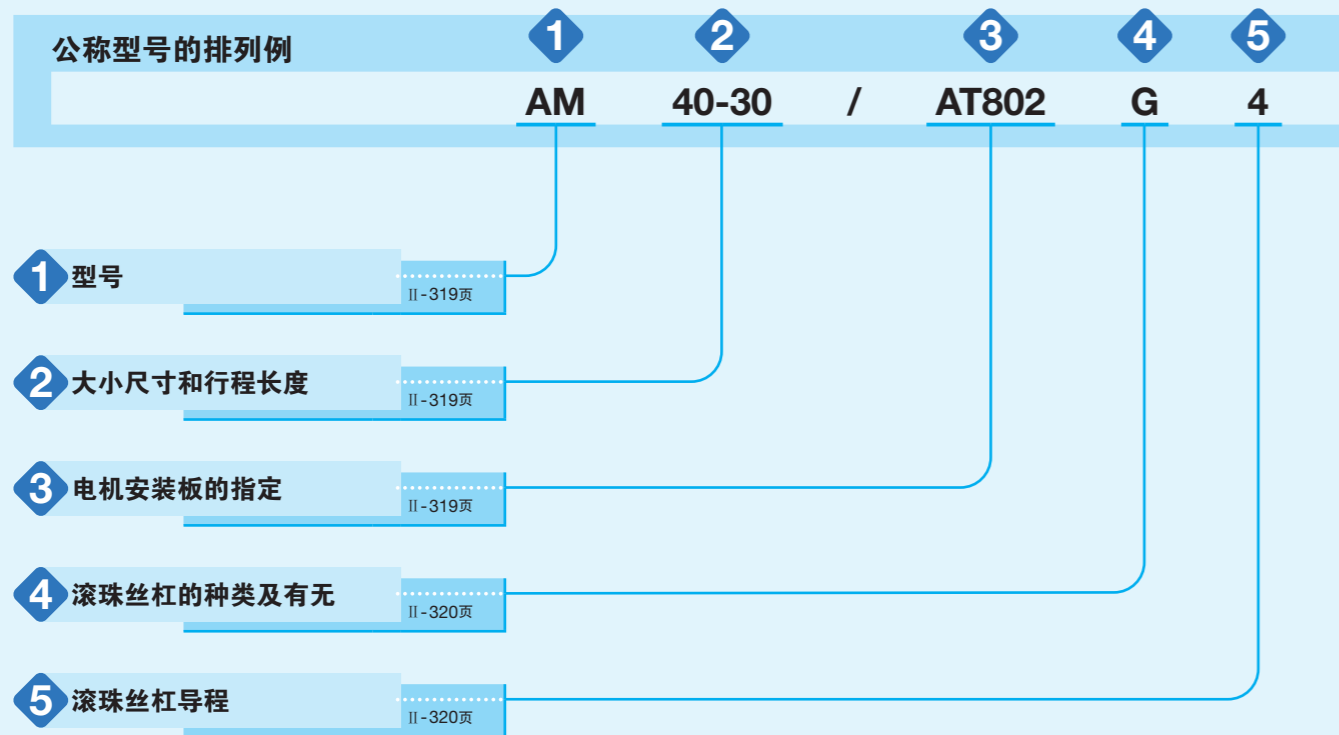 公称型号的排列例
1 2 3 4 5
AM 40-30 / AT802 G 4
1 型号
Ⅱ-319页
2 大小尺寸和行程长度
Ⅱ-319页
3 电机安装板的指定
Ⅱ-319页
4 滚珠丝杠的种类及有无
Ⅱ-320页
5 滚珠丝杠导程
Ⅱ-320页